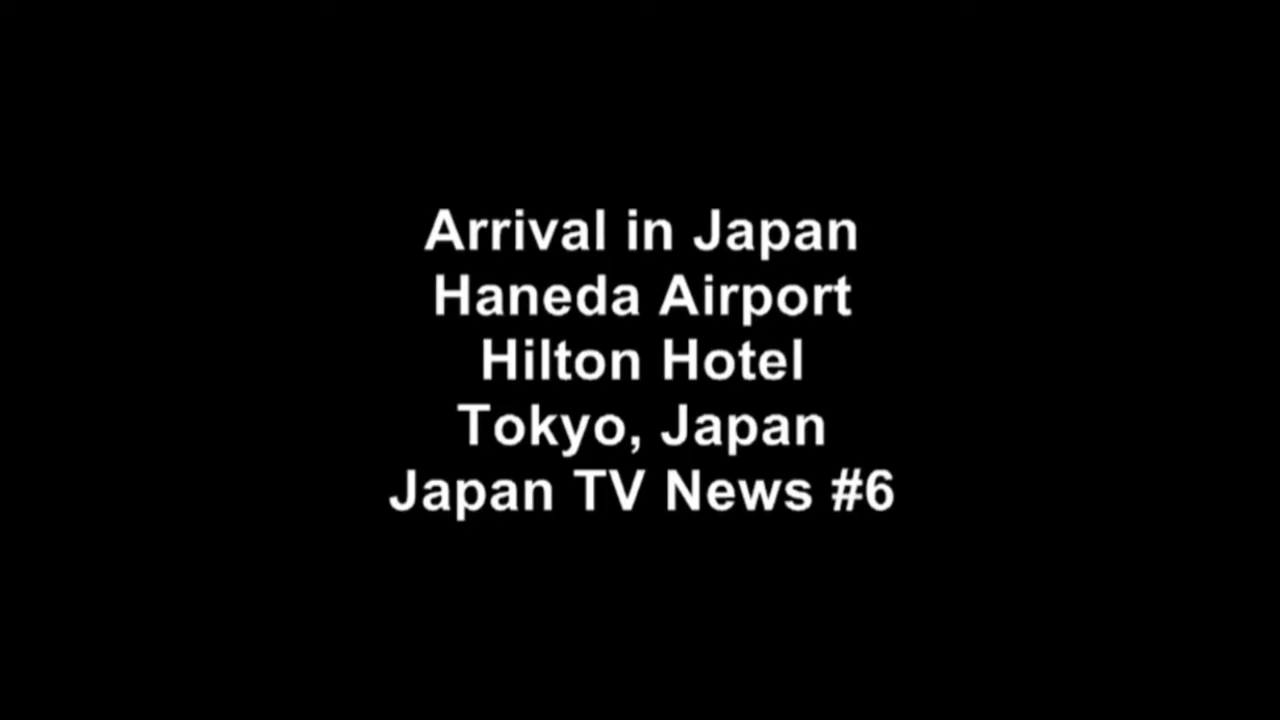 Arrival in Japan
Haneda Airport
Hilton Hotel
Tokyo, Japan
Japan TV News #6